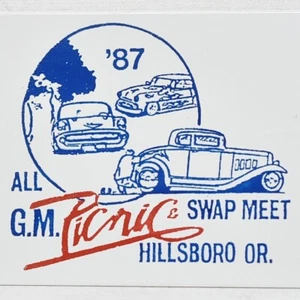 '87
ALL
G.M. Picnic & SWAP MEET
HILLSBORO OR.